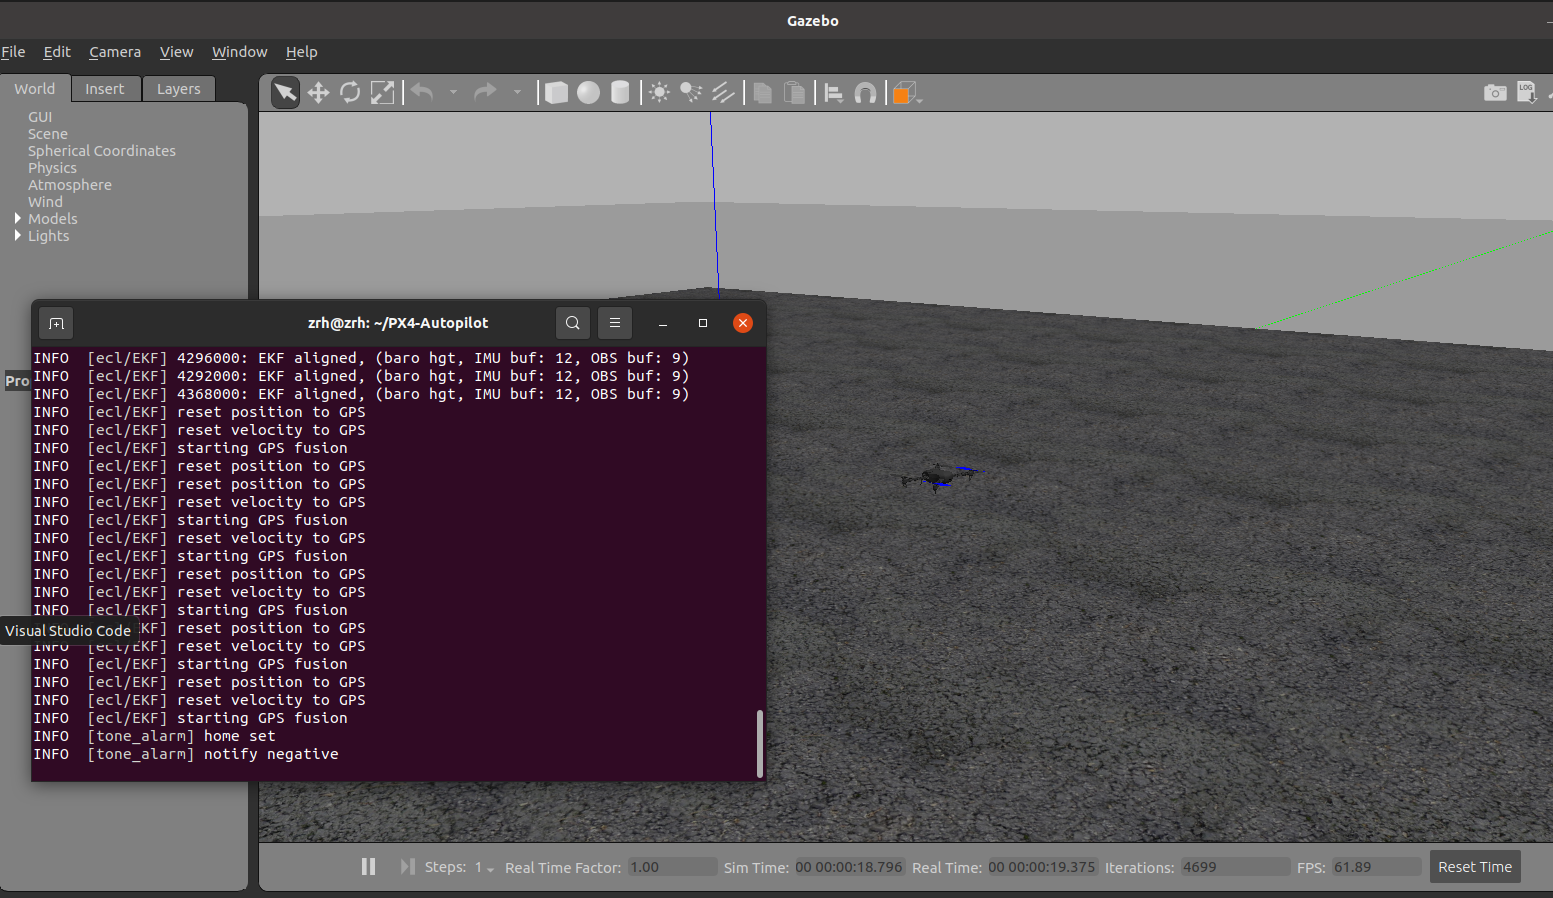 Gazebo
File Edit Camera View Window Help
World Insert Layers
GUI
Scene
Spherical Coordinates
Physics
Atmosphere
Wind
Models
Lights
LOG
Pro
zrh@zrh: ~/PX4-Autopilot
INFO [ecl/EKF] 4296000: EKF aligned, (baro hgt, IMU buf: 12, OBS buf: 9)
INFO [ecl/EKF] 4292000: EKF aligned, (baro hgt, IMU buf: 12, OBS buf: 9)
INFO [ecl/EKF] 4368000: EKF aligned, (baro hgt, IMU buf: 12, OBS buf: 9)
INFO [ecl/EKF] reset position to GPS
INFO [ecl/EKF] reset velocity to GPS
INFO [ecl/EKF] starting GPS fusion
INFO [ecl/EKF] reset position to GPS
INFO [ecl/EKF] reset position to GPS
INFO [ecl/EKF] reset velocity to GPS
INFO [ecl/EKF] starting GPS fusion
INFO [ecl/EKF] reset velocity to GPS
INFO [ecl/EKF] starting GPS fusion
INFO [ecl/EKF] reset position to GPS
INFO [ecl/EKF] reset velocity to GPS
INFO [ecl/EKF] starting GPS fusion
Visual Studio Code
KF] reset position to GPS
INFO [ecl/EKF] reset velocity to GPS
INFO [ecl/EKF] starting GPS fusion
INFO [ecl/EKF] reset position to GPS
INFO [ecl/EKF] reset velocity to GPS
INFO [ecl/EKF] starting GPS fusion
INFO [tone_alarm] home set
INFO [tone_alarm] notify negative
Steps: 1 Real Time Factor: 1.00 Sim Time: 00 00:00:18.796 Real Time: 00 00:00:19.375 Iterations: 4699 FPS: 61.89 Reset Time